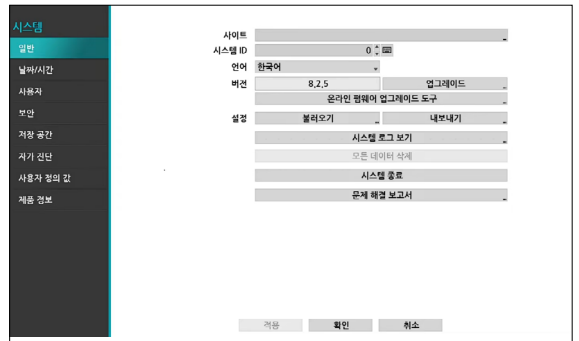 시스템
일반
날짜/시간
사용자
보안
저장 공간
자기 진단
사용자 정의 값
제품 정보
사이트
시스템 ID 0
언어 한국어
버전 8.2.5 업그레이드
온라인 펌웨어 업그레이드 도구
설정 불러오기 내보내기
시스템 로그 보기
모든 데이터 삭제
시스템 종료
문제 해결 보고서
적용 확인 취소